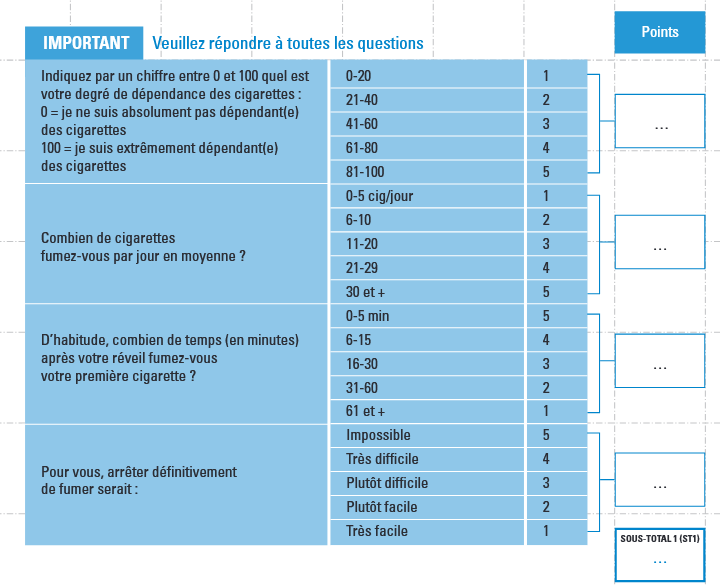 IMPORTANT Veuillez répondre à toutes les questions
Points
Indiquez par un chiffre entre 0 et 100 quel est
votre degré de dépendance des cigarettes :
0 = je ne suis absolument pas dépendant(e)
des cigarettes
100 = je suis extrêmement dépendant(e)
des cigarettes
0-20 1
21-40 2
41-60 3
61-80 4
81-100 5
...
Combien de cigarettes
fumez-vous par jour en moyenne ?
0-5 cig/jour 1
6-10 2
11-20 3
21-29 4
30 et + 5
...
D'habitude, combien de temps (en minutes)
après votre réveil fumez-vous
votre première cigarette ?
0-5 min 5
6-15 4
16-30 3
31-60 2
61 et + 1
...
Pour vous, arrêter définitivement
de fumer serait :
Impossible 5
Très difficile 4
Plutôt difficile 3
Plutôt facile 2
Très facile 1
...
SOUS-TOTAL 1 (ST1)
...